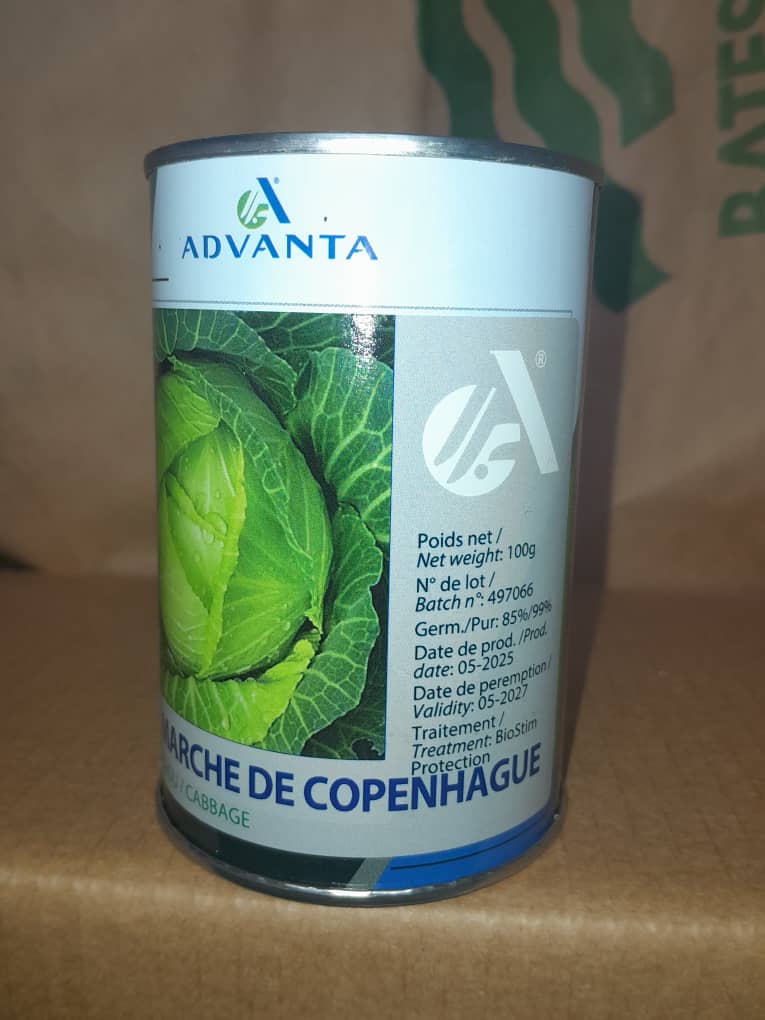 ADVANTA
®
Poids net /
Net weight: 100g
N° de lot /
Batch n°: 497066
Germ./Pur: 85%/99%
Date de prod. /Prod.
date: 05-2025
Date de peremption /
Validity: 05-2027
Traitement /
Treatment: BioStim
Protection
MARCHE DE COPENHAGUE
/ CABBAGE